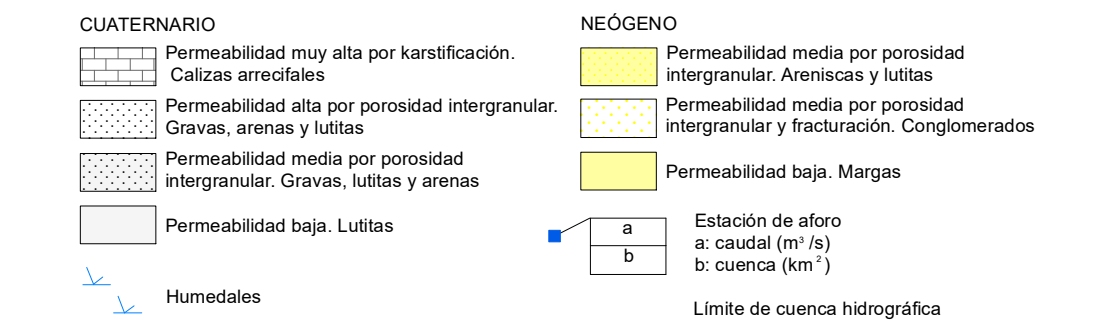 CUATERNARIO
Permeabilidad muy alta por karstificación.
Calizas arrecifales
Permeabilidad alta por porosidad intergranular.
Gravas, arenas y lutitas
Permeabilidad media por porosidad
intergranular. Gravas, lutitas y arenas
Permeabilidad baja. Lutitas
Humedales
NEÓGENO
Permeabilidad media por porosidad
intergranular. Areniscas y lutitas
Permeabilidad media por porosidad
intergranular y fracturación. Conglomerados
Permeabilidad baja. Margas
a
b
Estación de aforo
a: caudal (m³ /s)
b: cuenca (km²)
Límite de cuenca hidrográfica